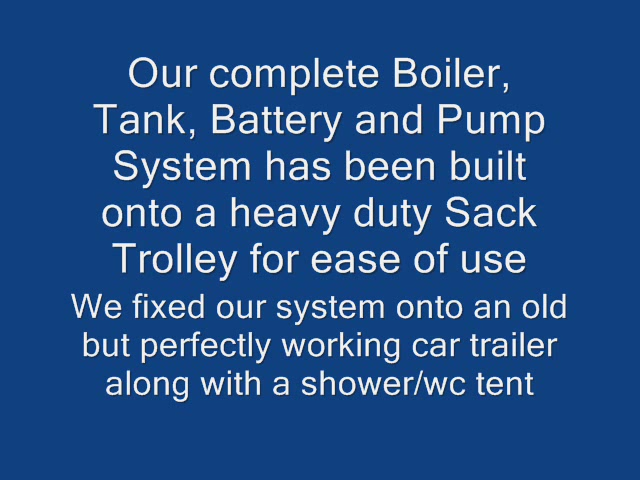 Our complete Boiler,
Tank, Battery and Pump
System has been built
onto a heavy duty Sack
Trolley for ease of use
We fixed our system onto an old
but perfectly working car trailer
along with a shower/wc tent